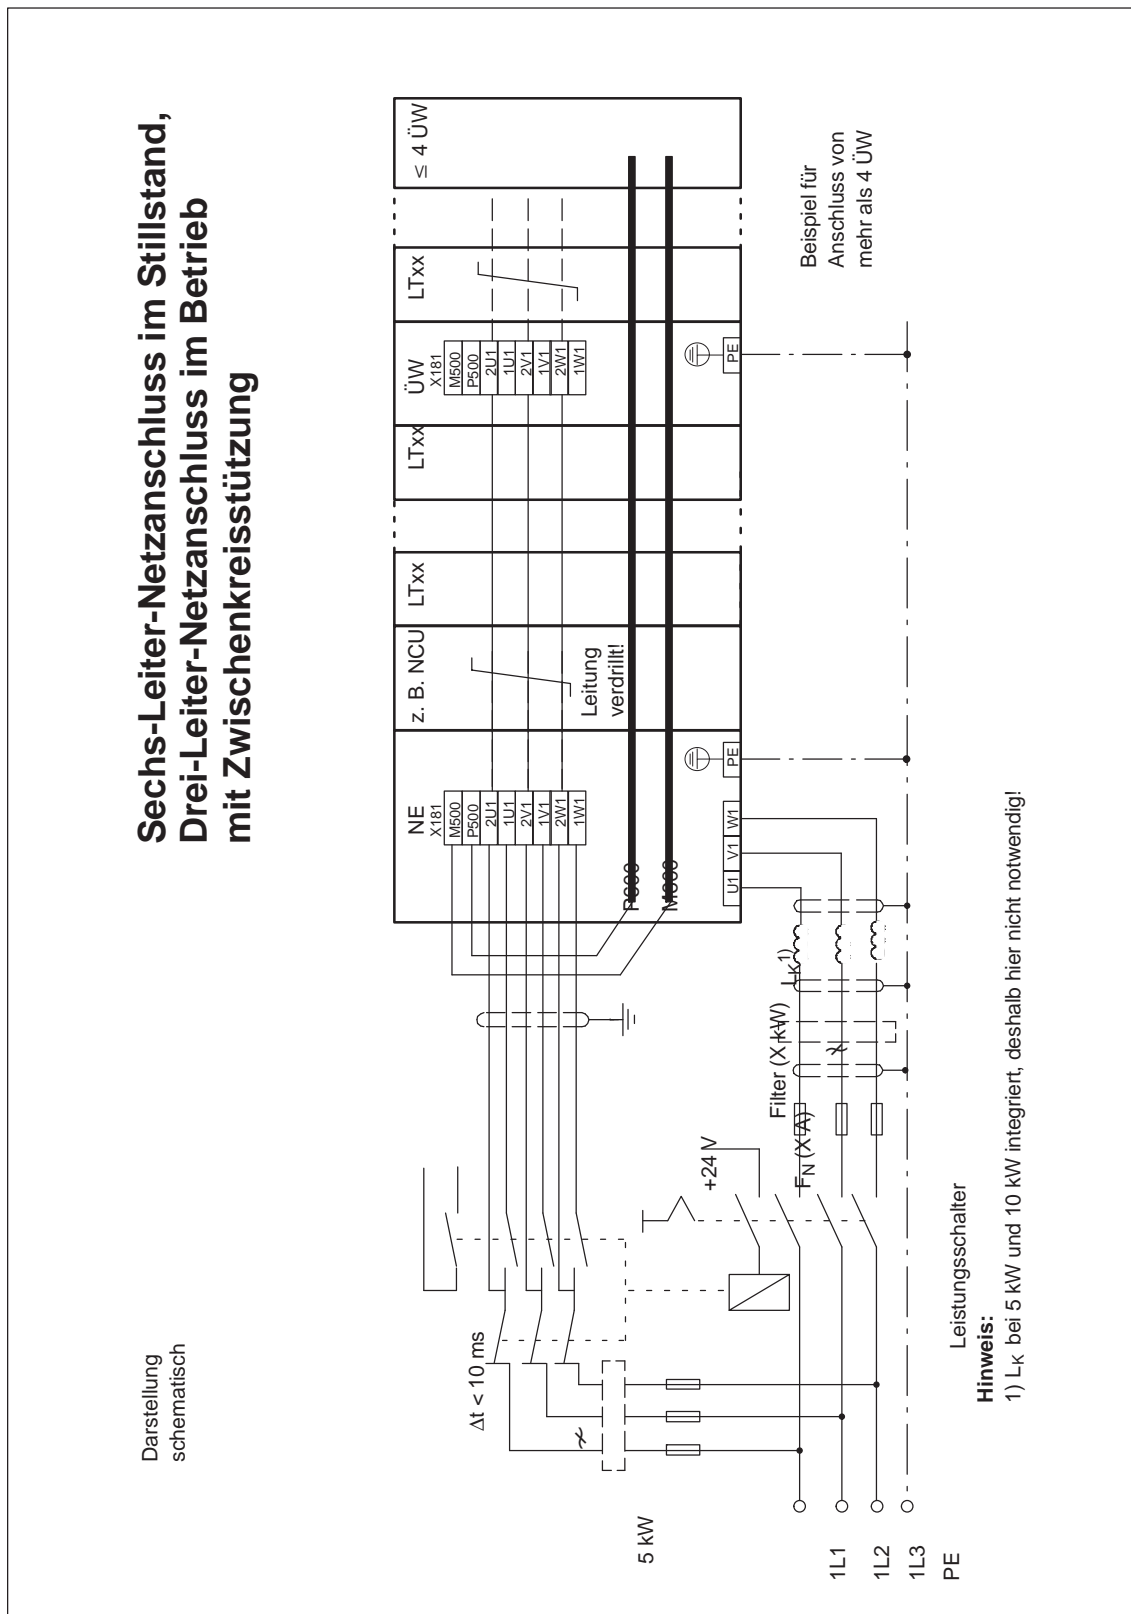 Sechs-Leiter-Netzanschluss im Stillstand,
Drei-Leiter-Netzanschluss im Betrieb
mit Zwischenkreisstützung
Darstellung
schematisch
NE
z. B. NCU
LTxx
LTxx
ÜW
LTxx
≤ 4 ÜW
X181
M500
P500
2U1
1U1
2V1
1V1
2W1
1W1
X181
M500
P500
2U1
1U1
2V1
1V1
2W1
1W1
Leitung
verdrillt!
P600
M600
U1
V1
W1
PE
PE
Beispiel für
Anschluss von
mehr als 4 ÜW
Δt < 10 ms
+24 V
FN (X A)
Filter (X kW)
LK 1)
5 kW
1L1
1L2
1L3
PE
Leistungsschalter
Hinweis:
1) LK bei 5 kW und 10 kW integriert, deshalb hier nicht notwendig!